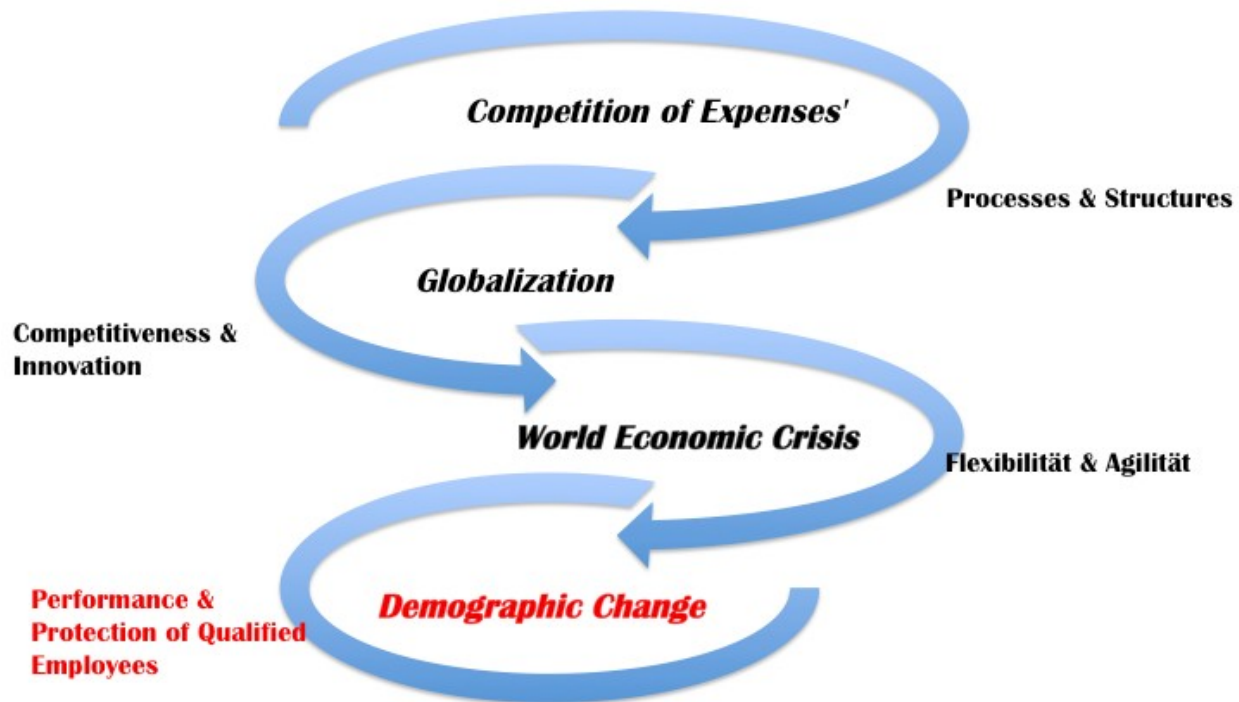 Competition of Expenses'
Processes & Structures
Globalization
Competitiveness &
Innovation
World Economic Crisis
Flexibilität & Agilität
Performance &
Protection of Qualified
Employees
Demographic Change